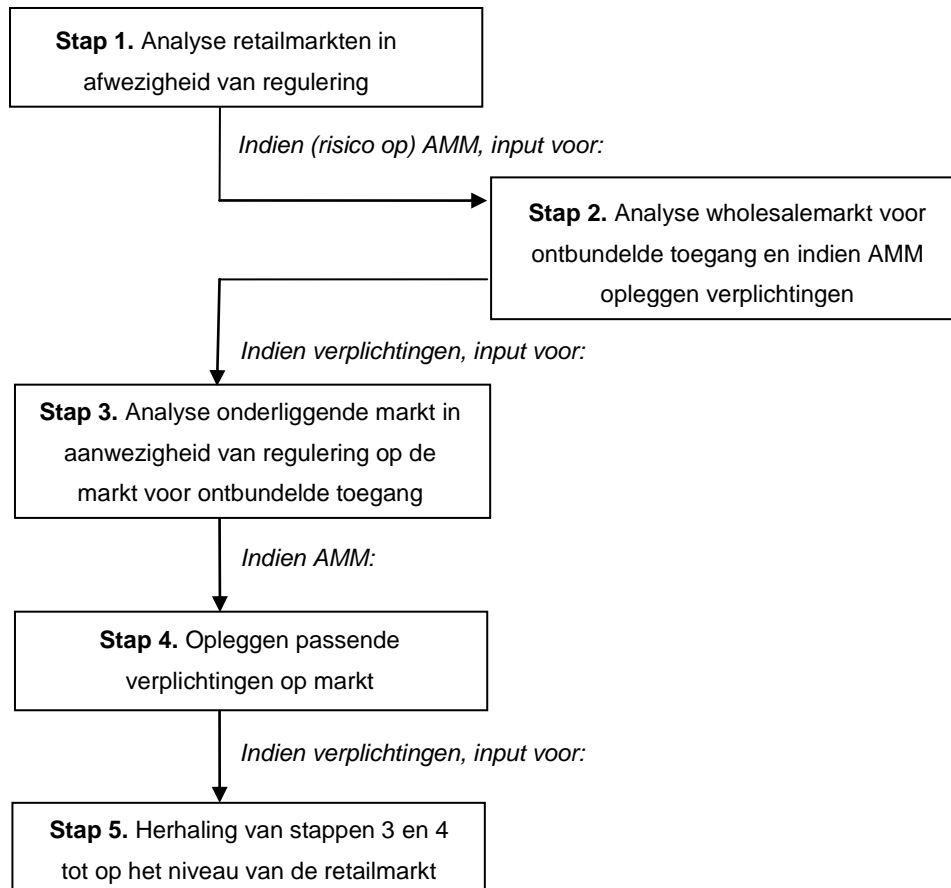 Stap 1. Analyse retailmarkten in
afwezigheid van regulering
Indien (risico op) AMM, input voor:
Stap 2. Analyse wholesalemarkt voor
ontbundelde toegang en indien AMM
opleggen verplichtingen
Indien verplichtingen, input voor:
Stap 3. Analyse onderliggende markt in
aanwezigheid van regulering op de
markt voor ontbundelde toegang
Indien AMM:
Stap 4. Opleggen passende
verplichtingen op markt
Indien verplichtingen, input voor:
Stap 5. Herhaling van stappen 3 en 4
tot op het niveau van de retailmarkt